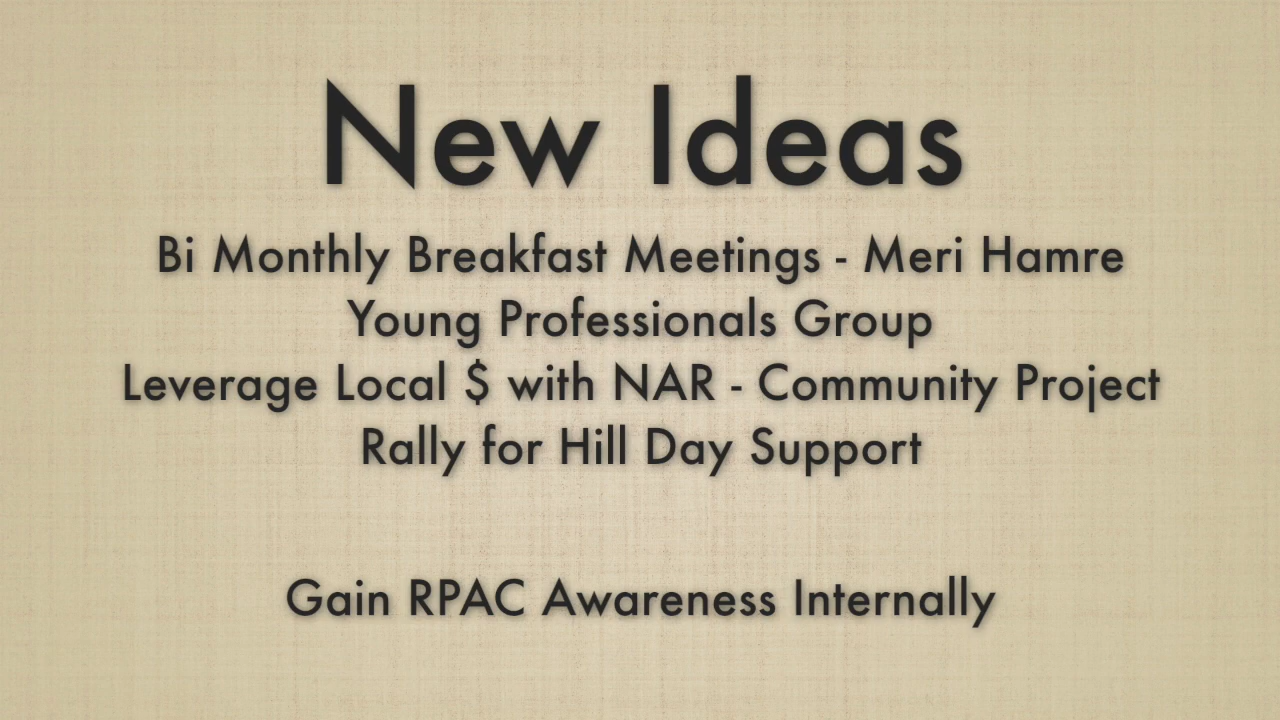 New Ideas
Bi Monthly Breakfast Meetings - Meri Hamre
Young Professionals Group
Leverage Local $ with NAR - Community Project
Rally for Hill Day Support
Gain RPAC Awareness Internally